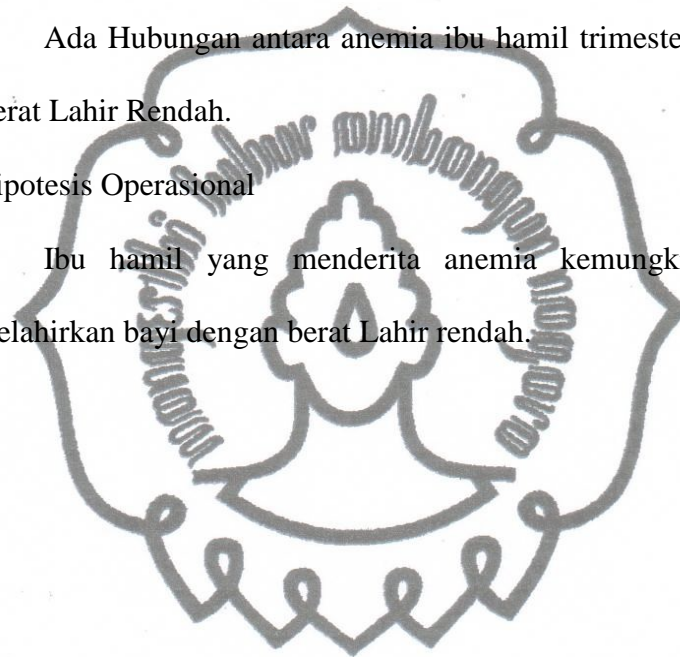 Ada Hubungan antara anemia ibu hamil trimeste
erat Lahir Rendah.
ipotesis Operasional
Ibu hamil yang menderita anemia kemungk
elahirkan bayi dengan berat Lahir rendah.